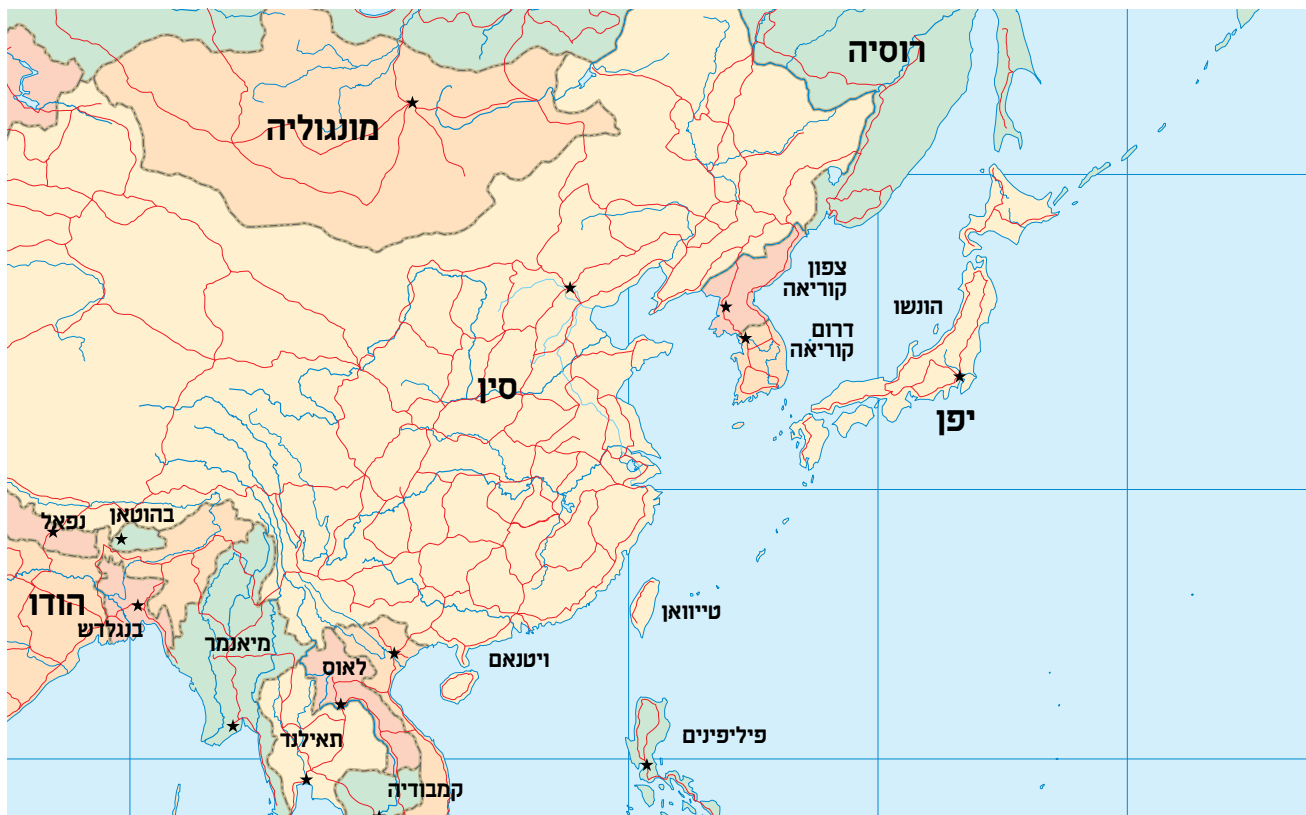 רוסיה
מונגוליה
צפון
קוריאה
הונשו
דרום
קוריאה
סין
יפן
בהוטאן
נפאל
הודו
טייוואן
בנגלדש
מיאנמר
ויטנאם
לאוס
פיליפינים
תאילנד
קמבודיה